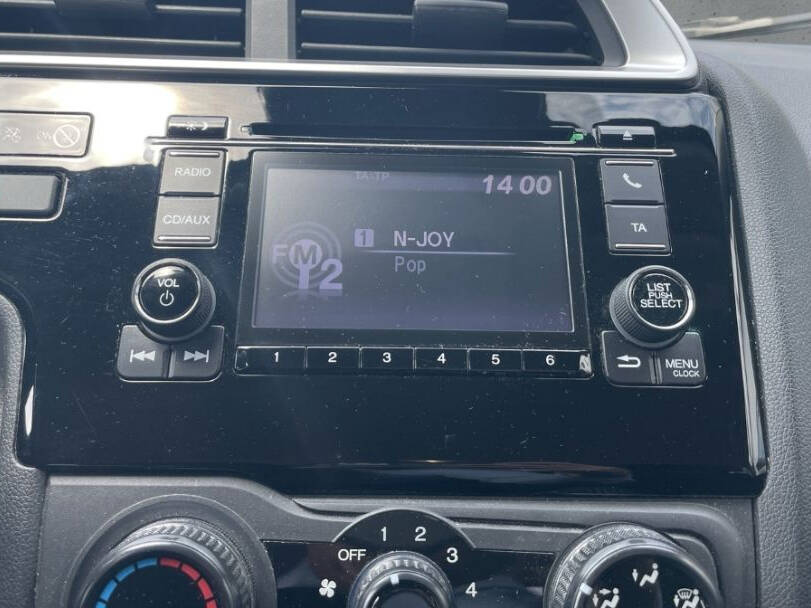 RADIO
CD/AUX
VOL
TA TP
14 00
FM 2
1 N-JOY
Pop
TA
LIST
PUSH
SELECT
MENU
CLOCK
1 2 3 4 5 6
OFF 1 2 3 4